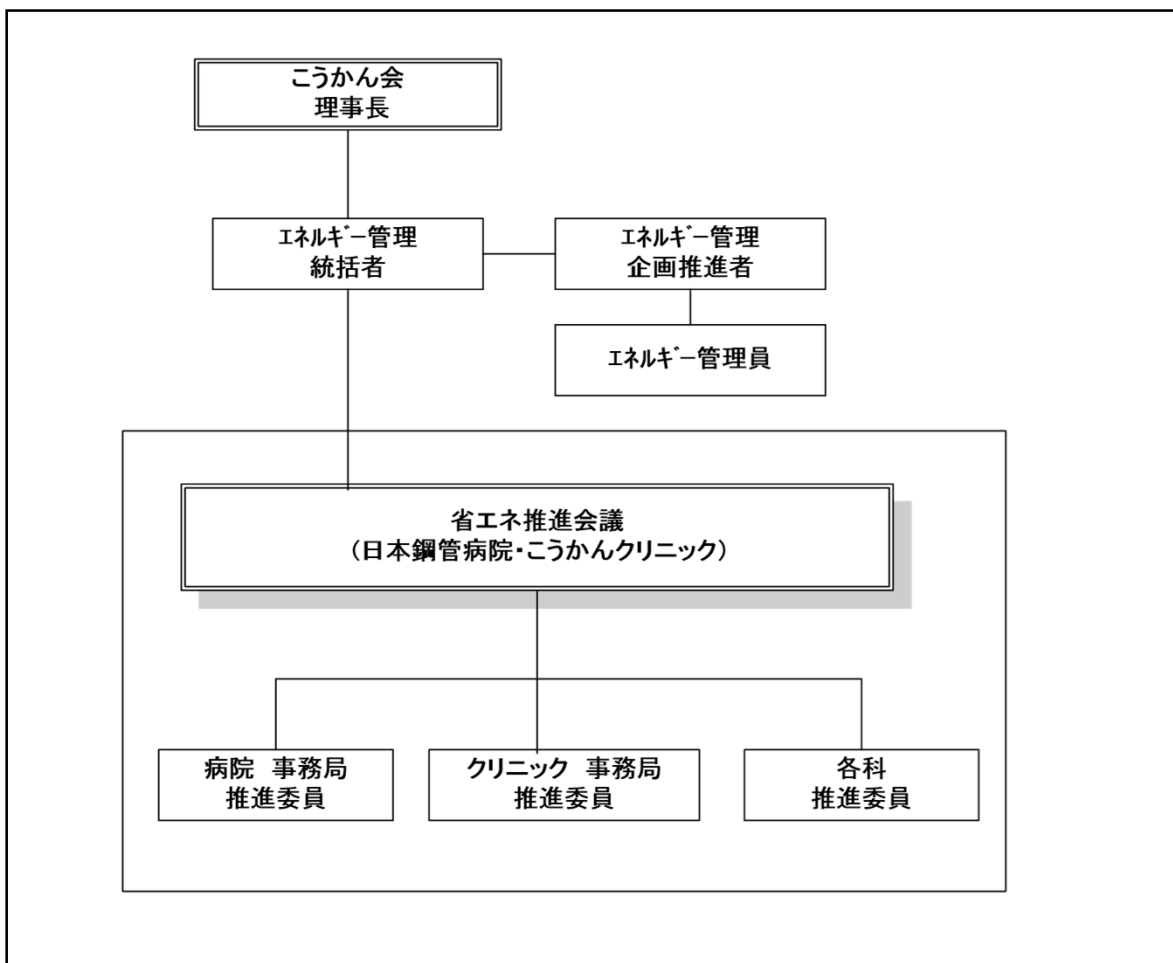 こうかん会
理事長
ｴﾈﾙｷﾞｰ管理
統括者
ｴﾈﾙｷﾞｰ管理
企画推進者
ｴﾈﾙｷﾞｰ管理員
省エネ推進会議
（日本鋼管病院・こうかんクリニック）
病院　事務局
推進委員
クリニック　事務局
推進委員
各科
推進委員